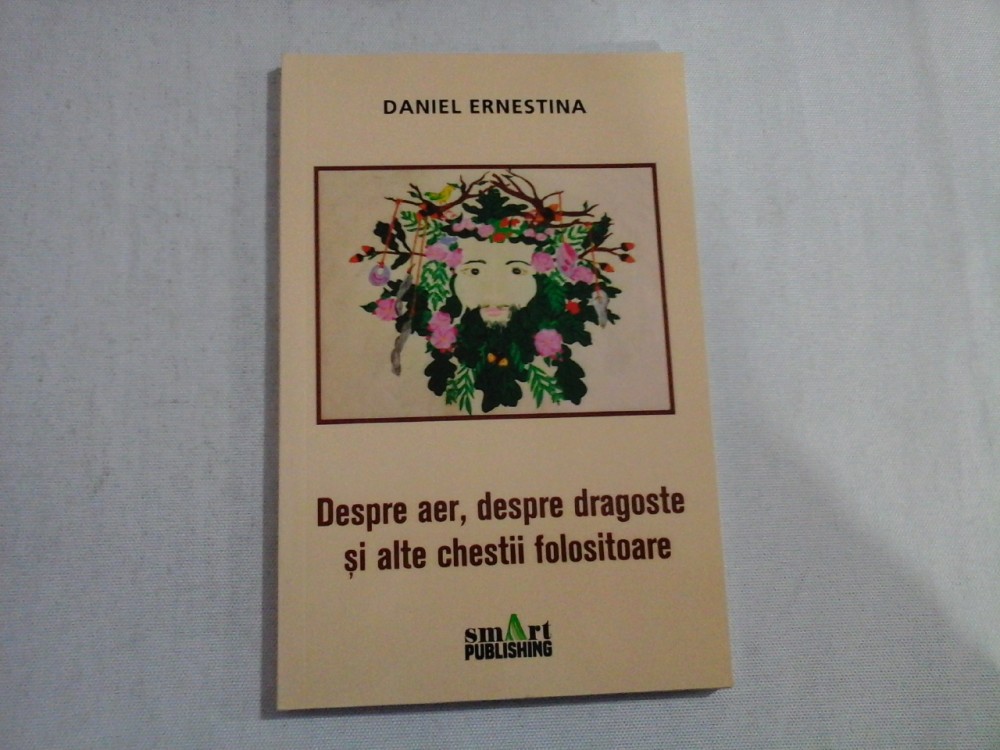 DANIEL ERNESTINA
Despre aer, despre dragoste
și alte chestii folositoare
smArt
PUBLISHING